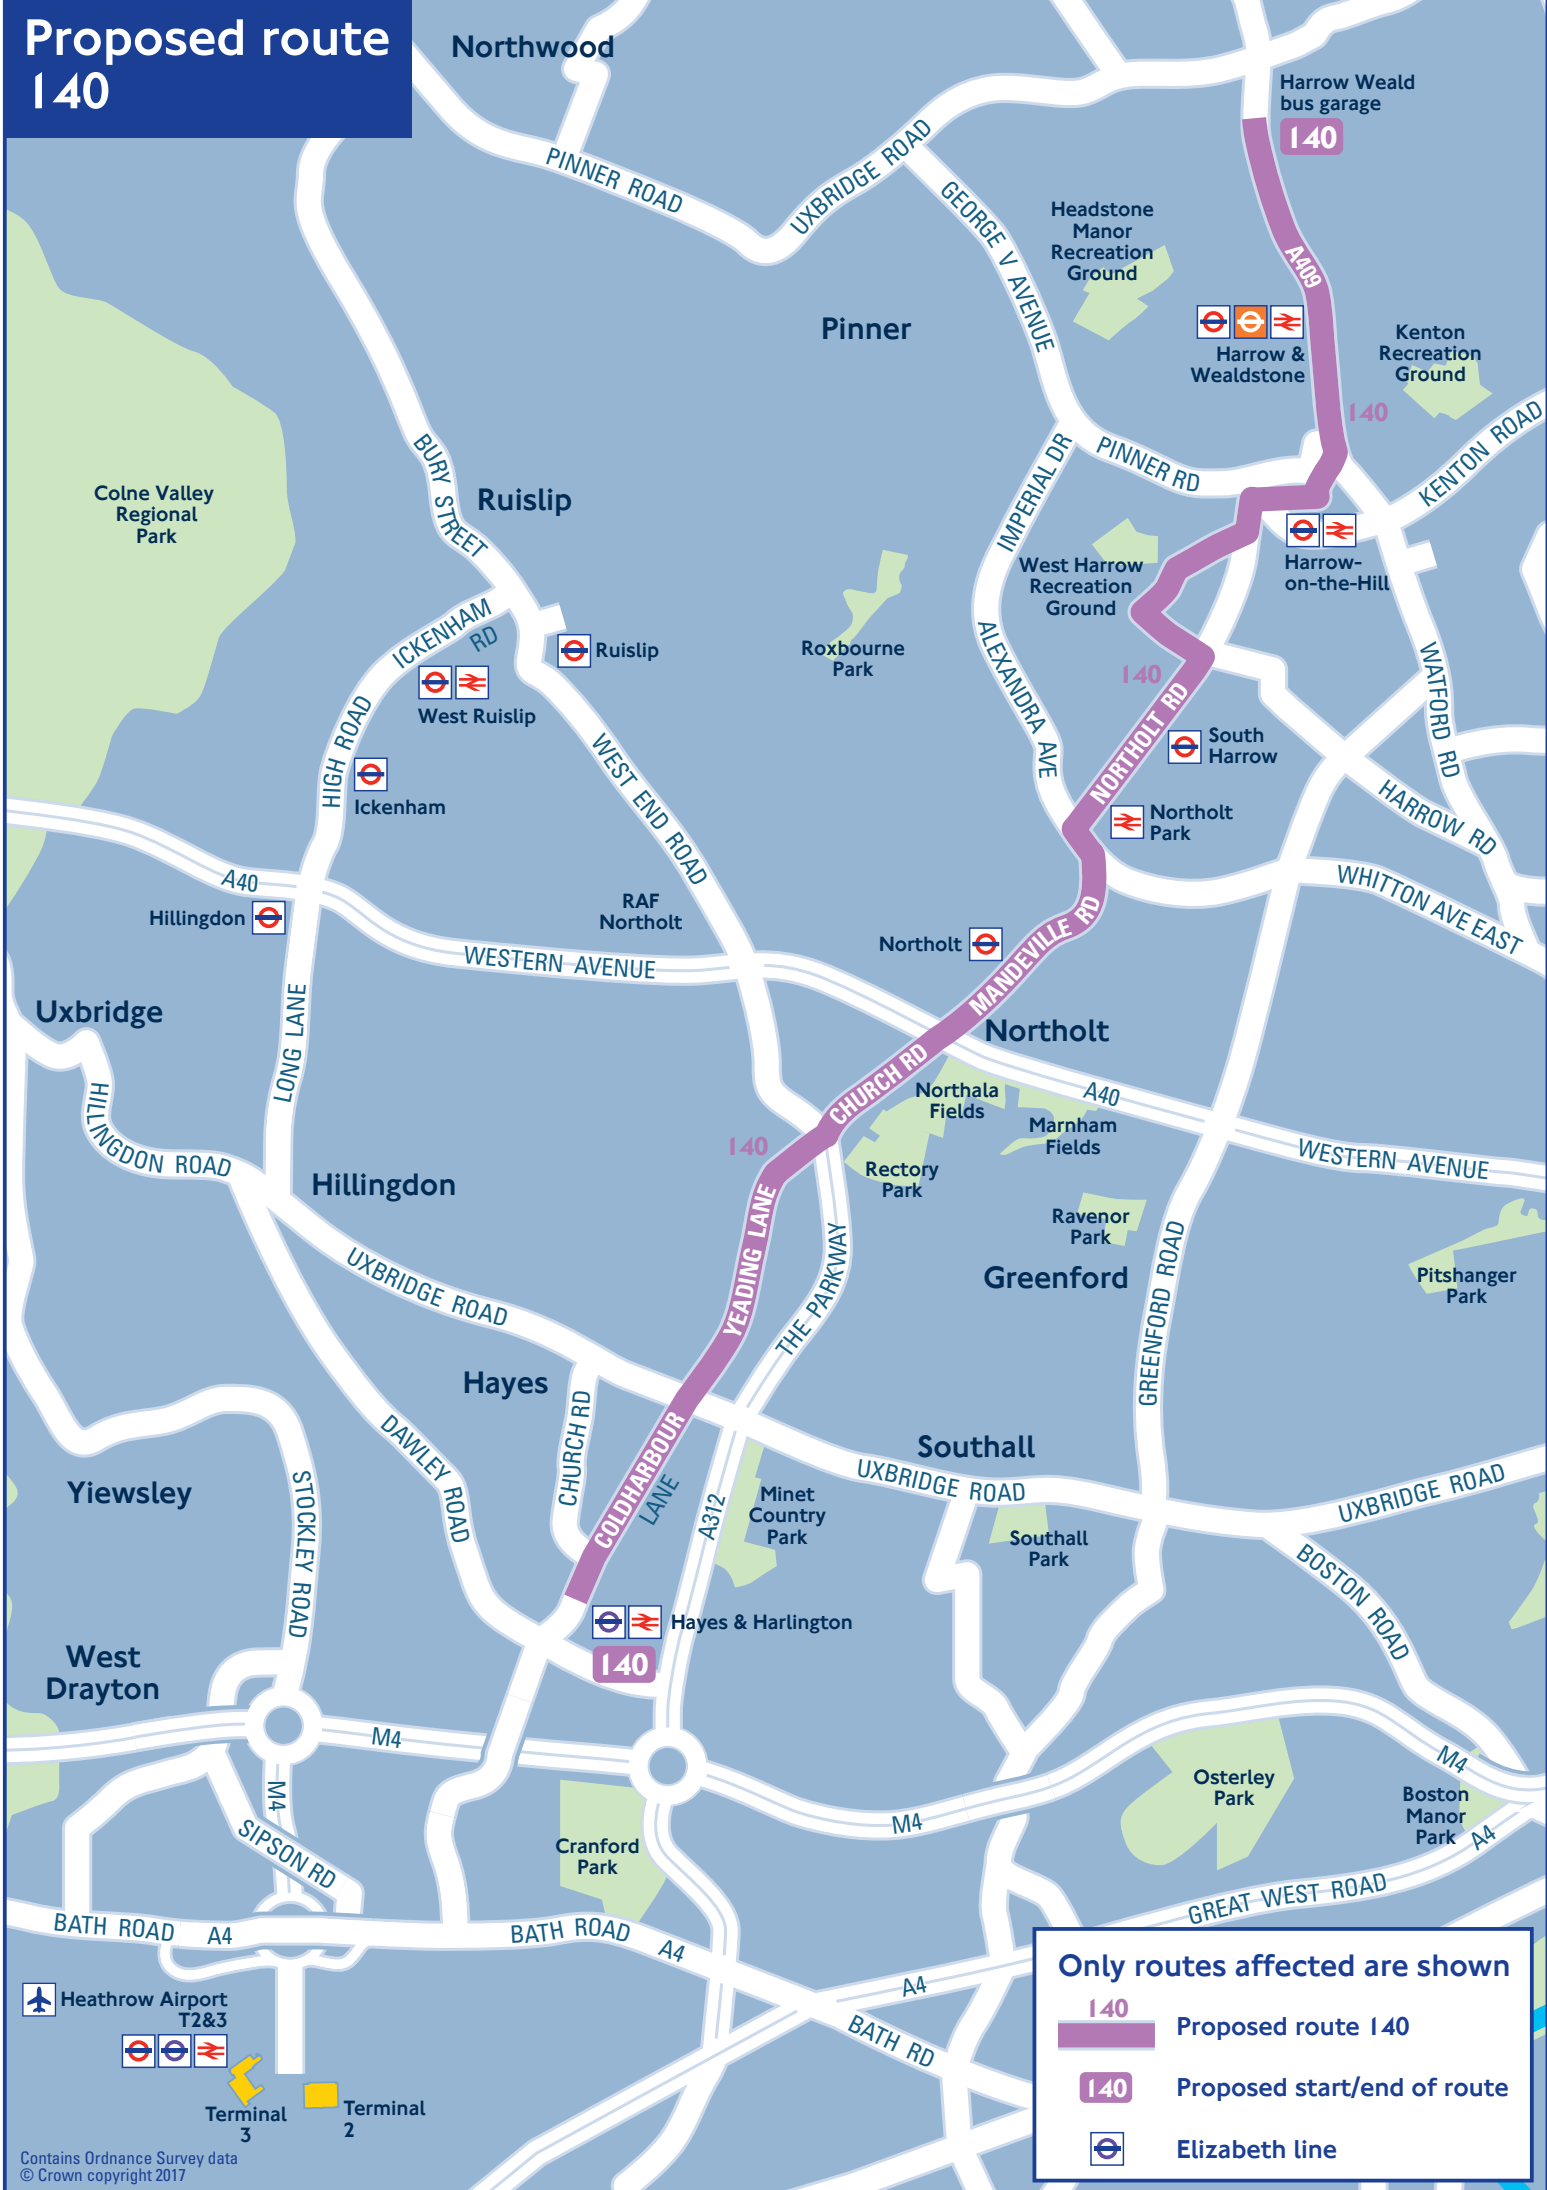 Proposed route
140
Northwood
Harrow Weald
bus garage
140
PINNER ROAD
UXBRIDGE ROAD
GEORGE V AVENUE
Headstone
Manor
Recreation
Ground
A409
Pinner
Harrow &
Wealdstone
Kenton
Recreation
Ground
140
KENTON ROAD
BURY STREET
IMPERIAL DR
PINNER RD
Colne Valley
Regional
Park
Ruislip
West Harrow
Recreation
Ground
Harrow-
on-the-Hill
ICKENHAM
RD
Ruislip
Roxbourne
Park
ALEXANDRA AVE
140
WATFORD RD
West Ruislip
HIGH ROAD
NORTHOLT RD
South
Harrow
WEST END ROAD
Ickenham
Northolt
Park
HARROW RD
A40
Hillingdon
RAF
Northolt
WHITTON AVE EAST
Northolt
MANDEVILLE RD
WESTERN AVENUE
Uxbridge
LONG LANE
Northolt
CHURCH RD
Northala
Fields
A40
Marnham
Fields
HILLINGDON ROAD
140
Rectory
Park
WESTERN AVENUE
Hillingdon
YEADING LANE
Ravenor
Park
THE PARKWAY
Greenford
GREENFORD ROAD
Pitshanger
Park
UXBRIDGE ROAD
Hayes
CHURCH RD
COLDHARBOUR
LANE
DAWLEY ROAD
Southall
UXBRIDGE ROAD
UXBRIDGE ROAD
Yiewsley
STOCKLEY ROAD
A312
Minet
Country
Park
Southall
Park
BOSTON ROAD
Hayes & Harlington
140
West
Drayton
M4
M4
M4
M4
SIPSON RD
Cranford
Park
Osterley
Park
Boston
Manor
Park
A4
GREAT WEST ROAD
BATH ROAD
A4
BATH ROAD
A4
A4
BATH RD
Heathrow Airport
T2&3
Terminal
3
Terminal
2
Only routes affected are shown
140
Proposed route 140
140
Proposed start/end of route
Elizabeth line
Contains Ordnance Survey data
© Crown copyright 2017